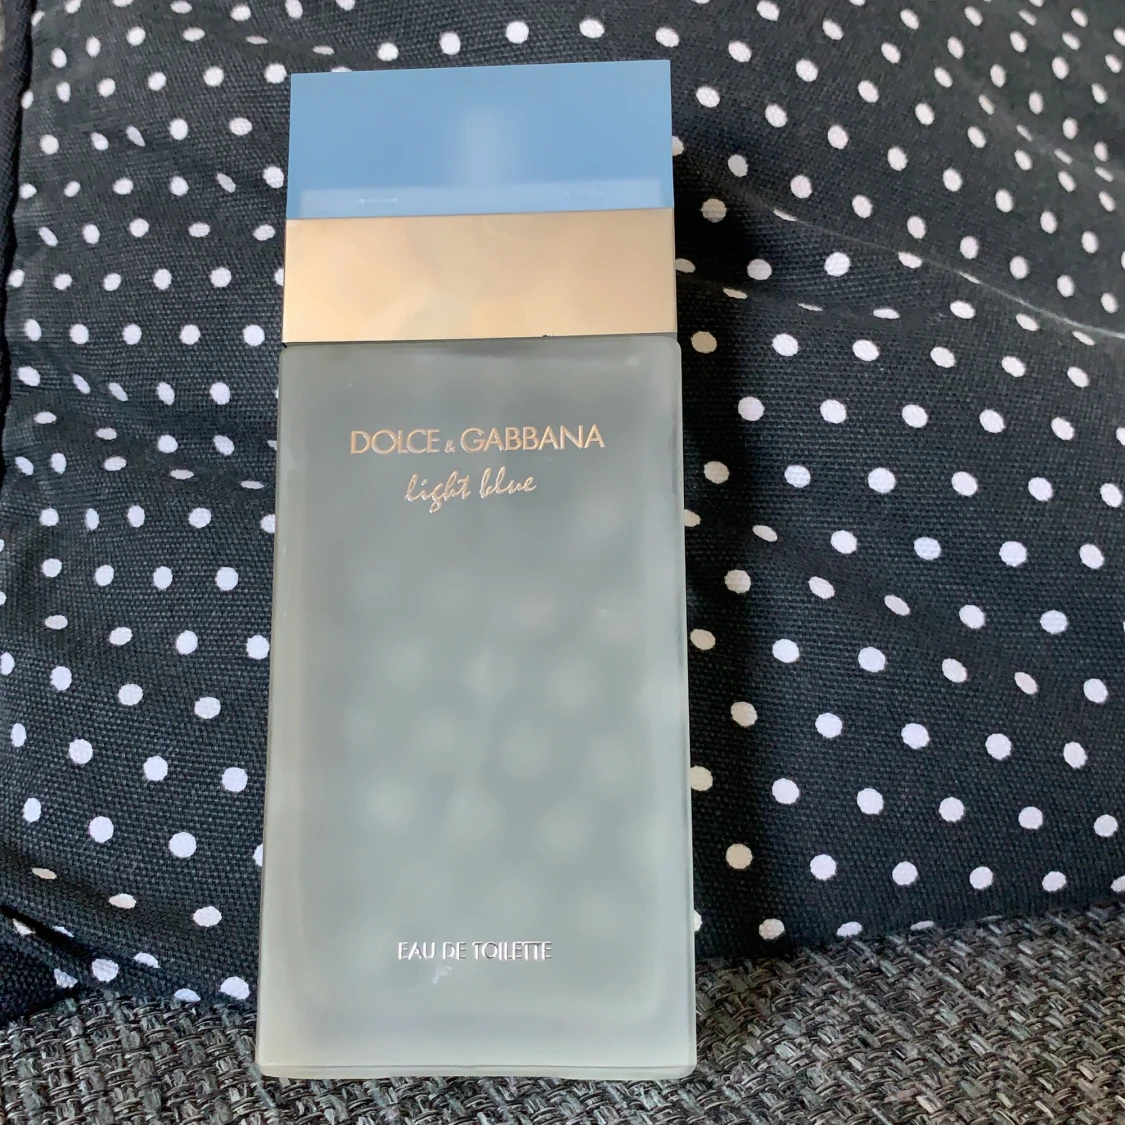 DOLCE & GABBANA
light blue
EAU DE TOILETTE